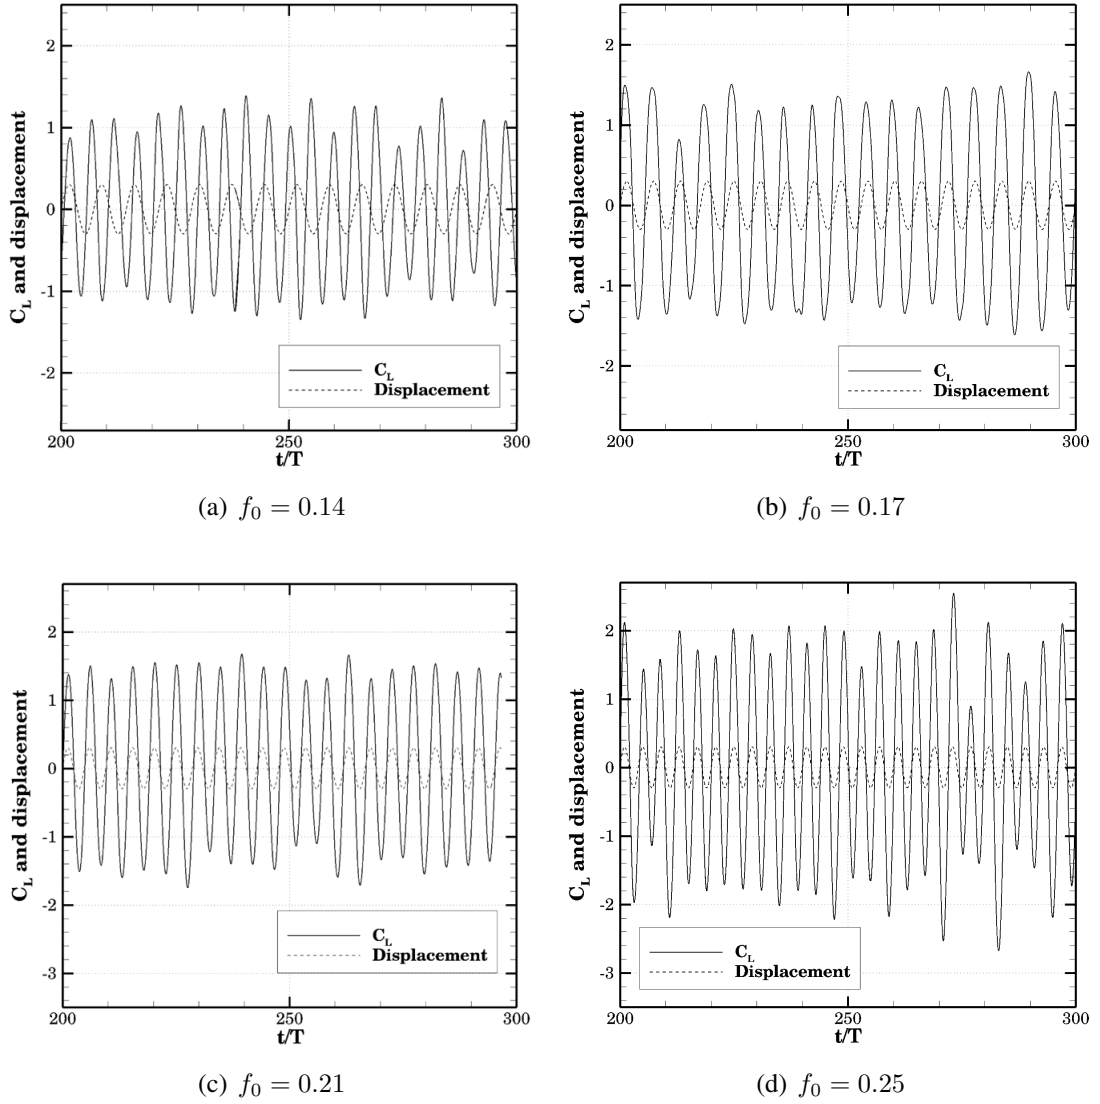 2
1
0
-1
-2
C_L and displacement
C_L
Displacement
200 250 300
t/T
(a) f_0 = 0.14
2
1
0
-1
-2
C_L and displacement
C_L
Displacement
200 250 300
t/T
(b) f_0 = 0.17
2
1
0
-1
-2
-3
C_L and displacement
C_L
Displacement
200 250 300
t/T
(c) f_0 = 0.21
2
1
0
-1
-2
-3
C_L and displacement
C_L
Displacement
200 250 300
t/T
(d) f_0 = 0.25